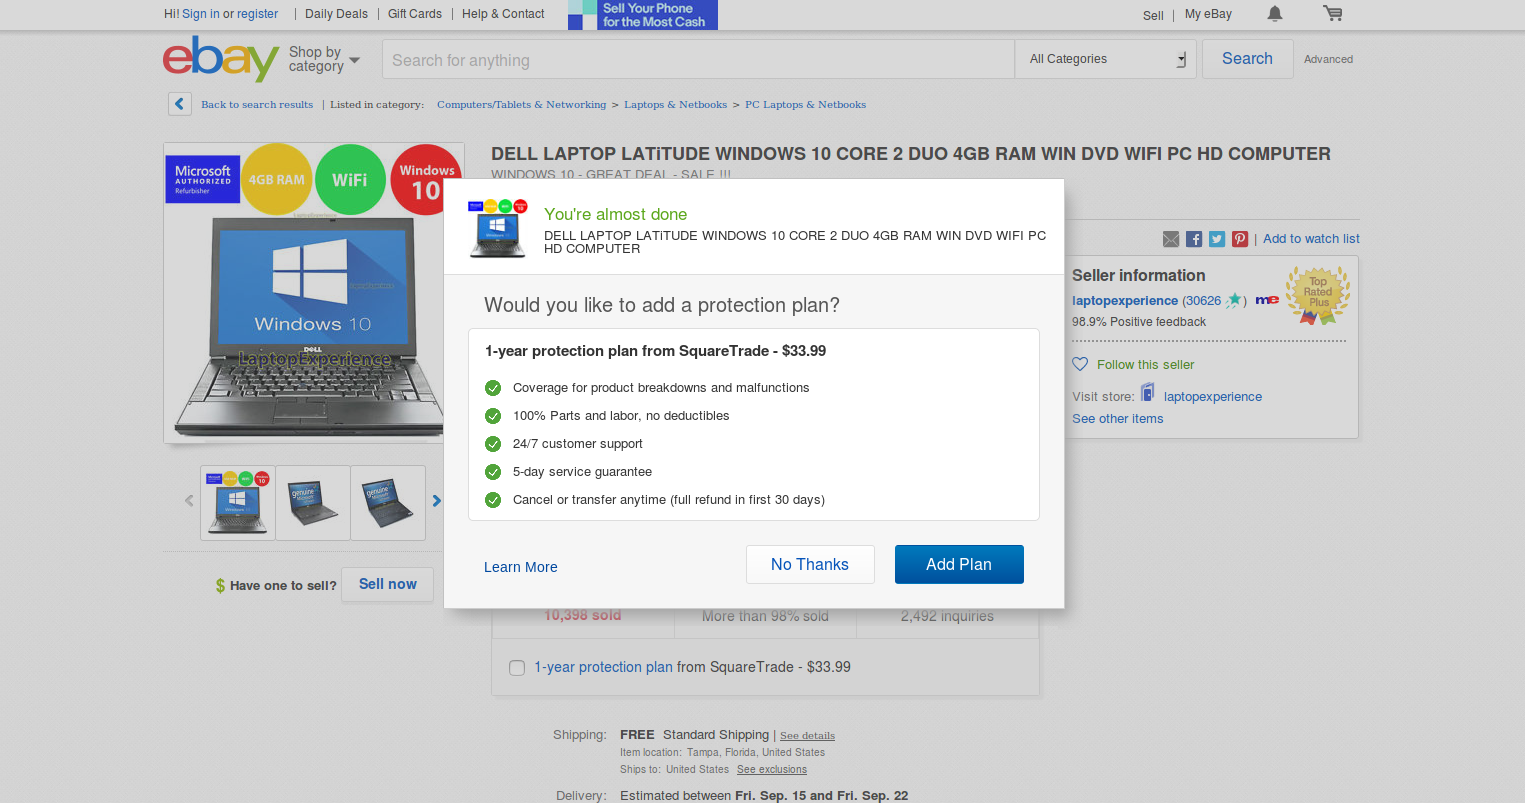 Hi! Sign in or register | Daily Deals | Gift Cards | Help & Contact
Sell Your Phone
for the Most Cash
Sell | My eBay
ebay
Shop by
category
Search for anything
All Categories
Search
Advanced
Back to search results | Listed in category: Computers/Tablets & Networking > Laptops & Netbooks > PC Laptops & Netbooks
Microsoft
AUTHORIZED
Refurbisher
4GB RAM
WiFi
Windows
10
LaptopExperience
Windows 10
DELL
LaptopExperience
DELL LAPTOP LATiTUDE WINDOWS 10 CORE 2 DUO 4GB RAM WIN DVD WIFI PC HD COMPUTER
WINDOWS 10 - GREAT DEAL - SALE !!!
You're almost done
DELL LAPTOP LATiTUDE WINDOWS 10 CORE 2 DUO 4GB RAM WIN DVD WIFI PC
HD COMPUTER
Would you like to add a protection plan?
1-year protection plan from SquareTrade - $33.99
Coverage for product breakdowns and malfunctions
100% Parts and labor, no deductibles
24/7 customer support
5-day service guarantee
Cancel or transfer anytime (full refund in first 30 days)
Learn More
No Thanks
Add Plan
| Add to watch list
Seller information
laptopexperience (30626 ) me
98.9% Positive feedback
Top
Rated
Plus
Follow this seller
Visit store: laptopexperience
See other items
$ Have one to sell? Sell now
10,398 sold
More than 98% sold
2,492 inquiries
1-year protection plan from SquareTrade - $33.99
Shipping: FREE Standard Shipping | See details
Item location: Tampa, Florida, United States
Ships to: United States See exclusions
Delivery: Estimated between Fri. Sep. 15 and Fri. Sep. 22